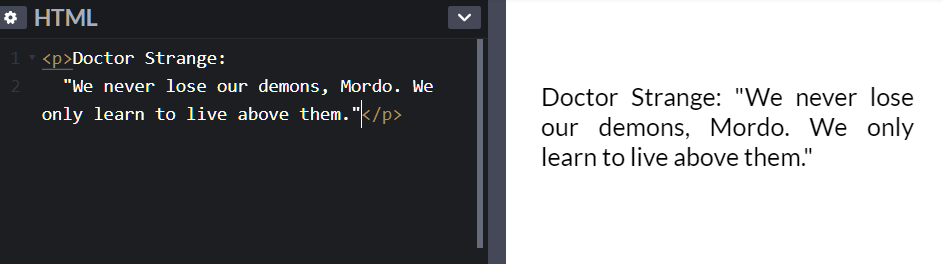 HTML
1 <p>Doctor Strange:
2 "We never lose our demons, Mordo. We
only learn to live above them."</p>
Doctor Strange: "We never lose
our demons, Mordo. We only
learn to live above them."